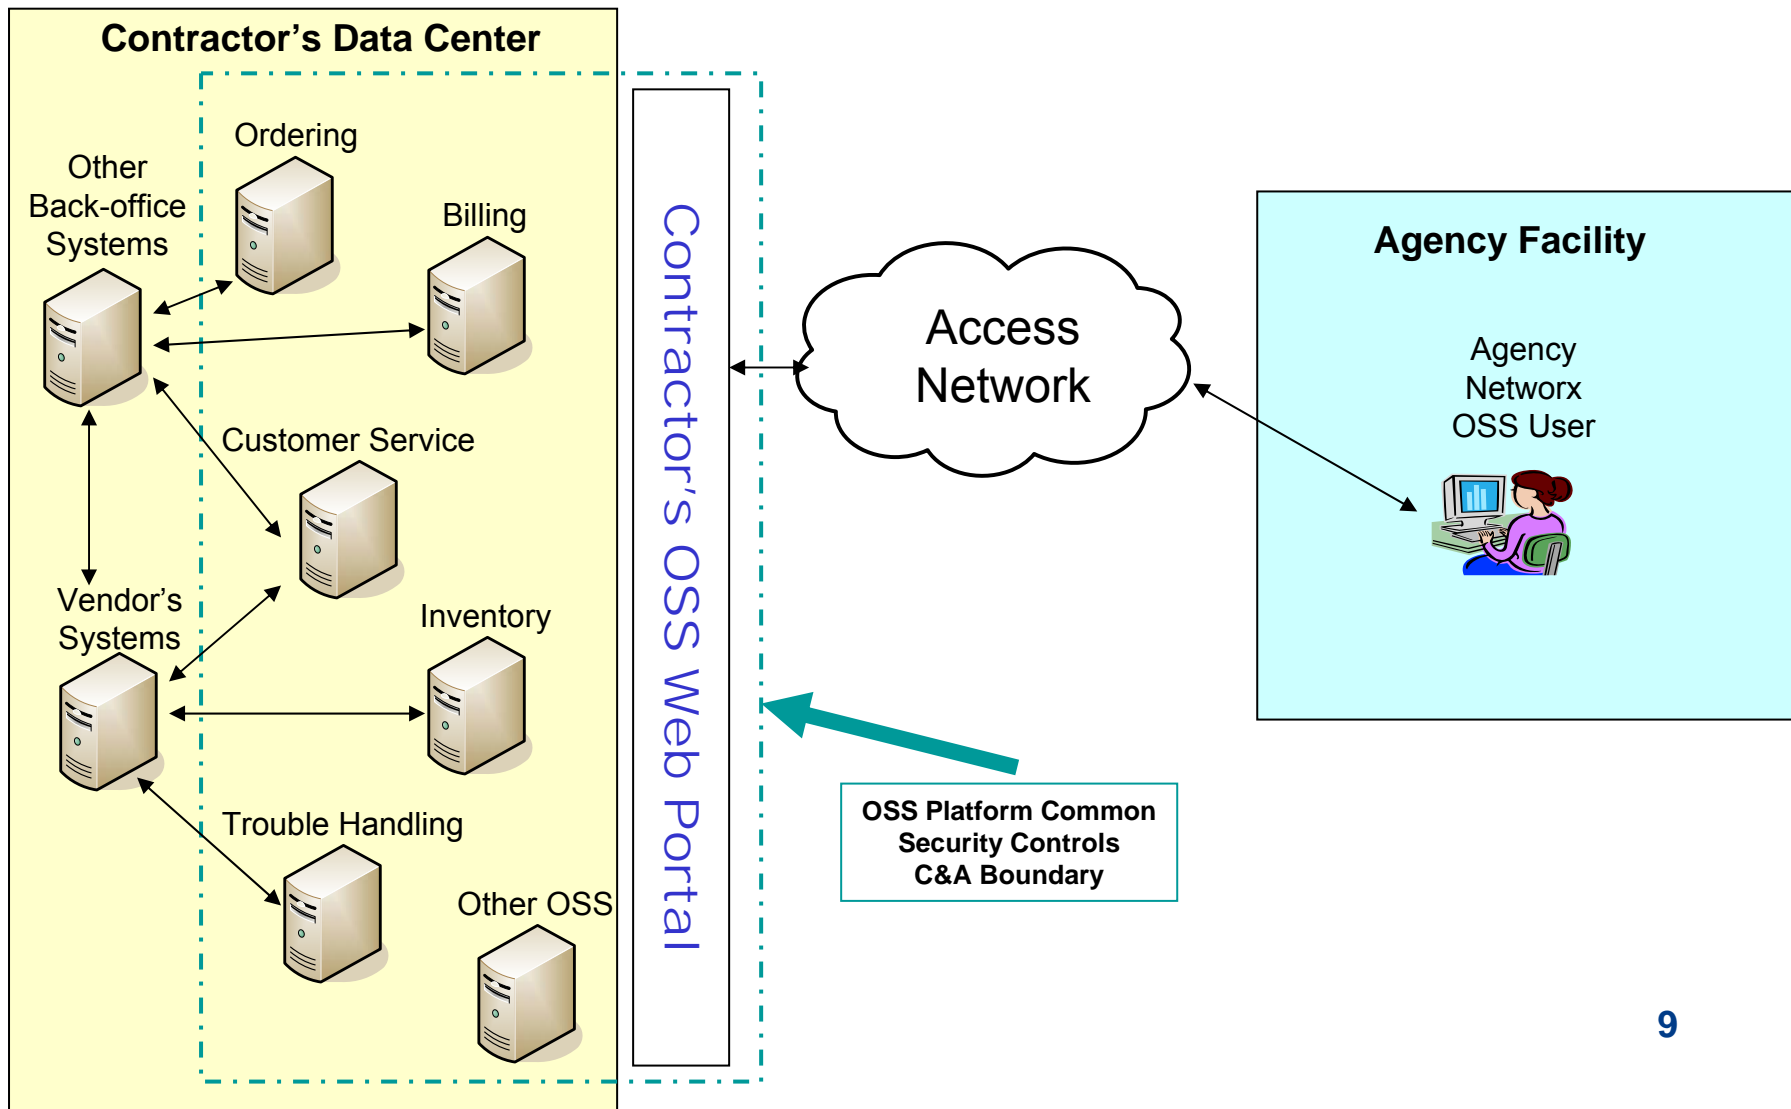 Contractor’s Data Center
Ordering
Other
Back-office
Systems
Billing
Customer Service
Vendor’s
Systems
Inventory
Trouble Handling
Other OSS
Contractor’s OSS Web Portal
Access
Network
OSS Platform Common
Security Controls
C&A Boundary
Agency Facility
Agency
Networx
OSS User
9